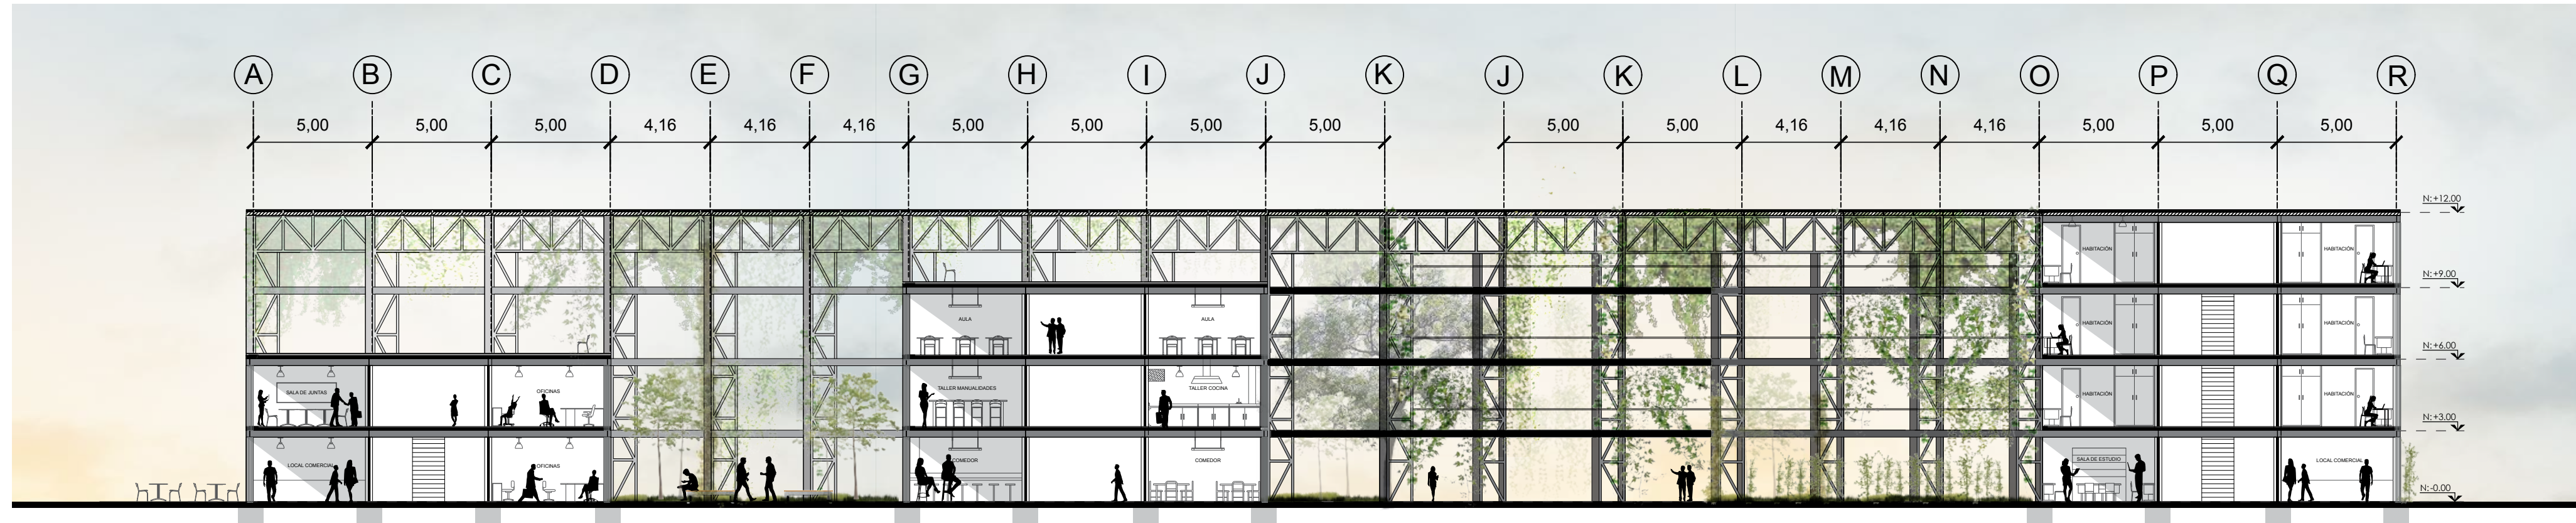 A B C D E F G H I J K J K L M N O P Q R
5,00 5,00 5,00 4,16 4,16 4,16 5,00 5,00 5,00 5,00 5,00 5,00 4,16 4,16 4,16 5,00 5,00 5,00
N:+12.00
HABITACIÓN HABITACIÓN
N:+9.00
AULA AULA HABITACIÓN HABITACIÓN
N:+6.00
SALA DE JUNTAS OFICINAS TALLER MANUALIDADES TALLER COCINA HABITACIÓN HABITACIÓN
N:+3.00
LOCAL COMERCIAL OFICINAS COMEDOR COMEDOR SALA DE ESTUDIO LOCAL COMERCIAL
N:-0.00